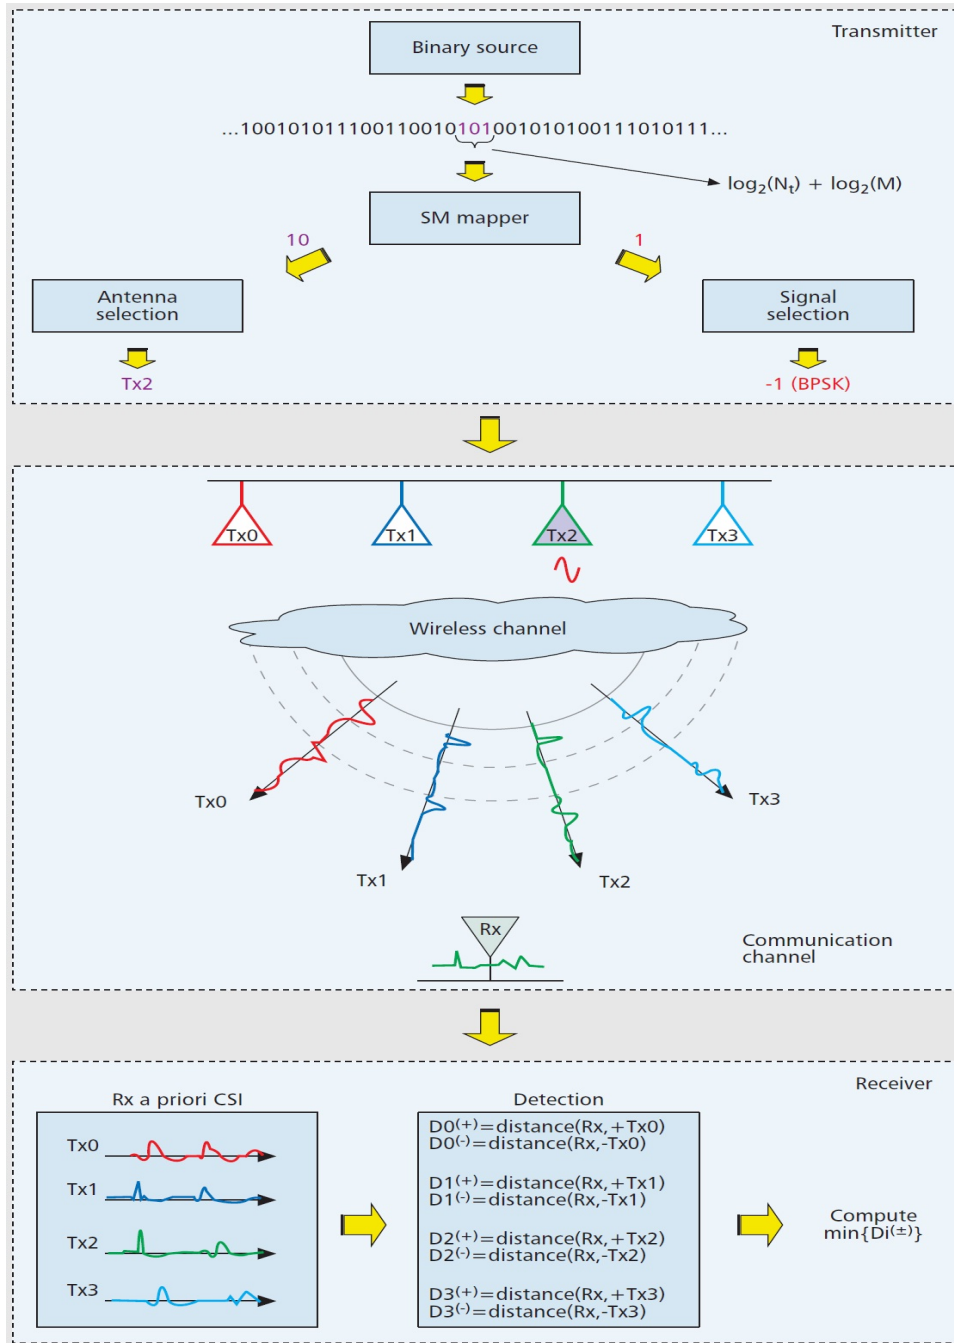 Transmitter
Binary source
...100101011100110010101001010100111010111...
log₂(Nₜ) + log₂(M)
SM mapper
10
1
Antenna
selection
Signal
selection
Tx2
-1 (BPSK)
Tx0
Tx1
Tx2
Tx3
Wireless channel
Tx0
Tx3
Tx1
Tx2
Rx
Communication
channel
Receiver
Rx a priori CSI
Detection
Tx0
Tx1
Tx2
Tx3
D0⁽⁺⁾=distance(Rx,+Tx0)
D0⁽⁻⁾=distance(Rx,-Tx0)
D1⁽⁺⁾=distance(Rx,+Tx1)
D1⁽⁻⁾=distance(Rx,-Tx1)
D2⁽⁺⁾=distance(Rx,+Tx2)
D2⁽⁻⁾=distance(Rx,-Tx2)
D3⁽⁺⁾=distance(Rx,+Tx3)
D3⁽⁻⁾=distance(Rx,-Tx3)
Compute
min{Di⁽±⁾}